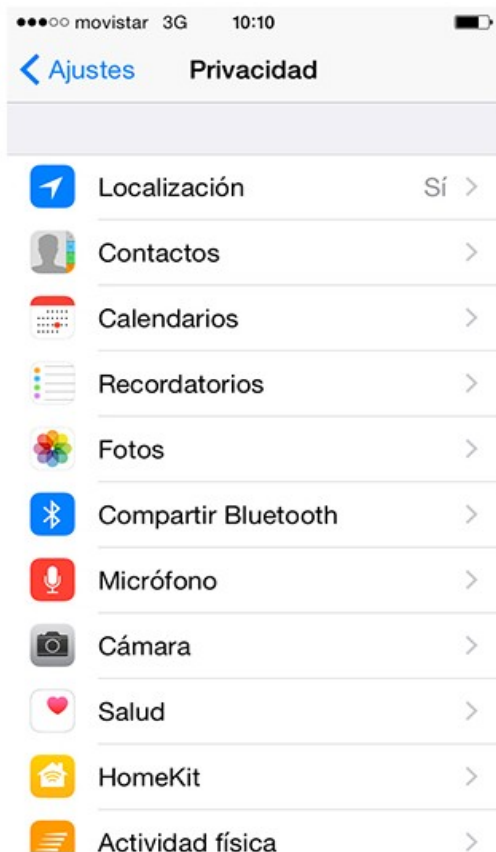 movistar 3G 10:10
Ajustes Privacidad
Localización Sí
Contactos
Calendarios
Recordatorios
Fotos
Compartir Bluetooth
Micrófono
Cámara
Salud
HomeKit
Actividad física